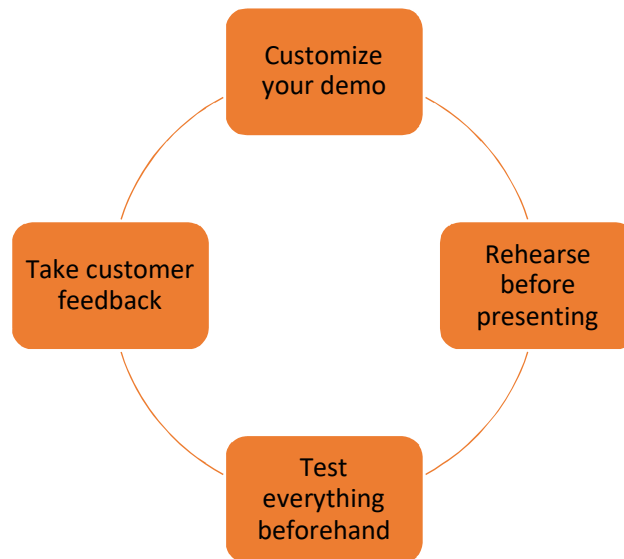 Customize
your demo
Rehearse
before
presenting
Test
everything
beforehand
Take customer
feedback